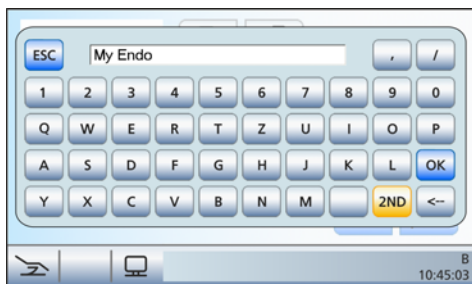 ESC My Endo , /
1 2 3 4 5 6 7 8 9 0
Q W E R T Z U I O P
A S D F G H J K L OK
Y X C V B N M 2ND <--
B
10:45:03